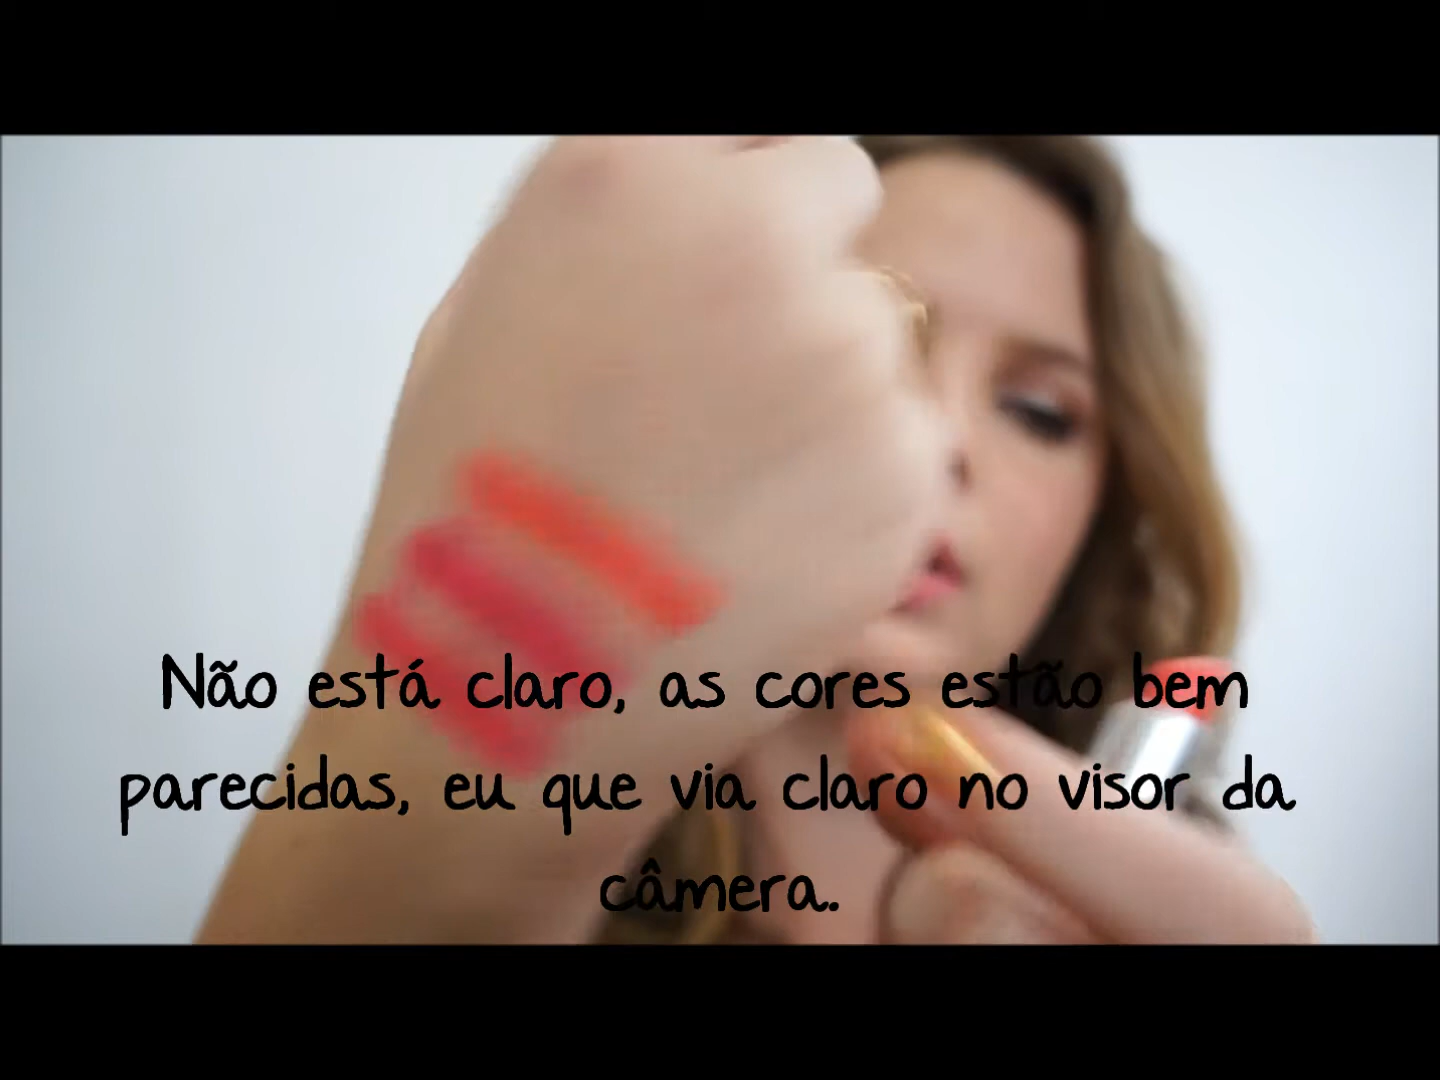 Não está claro, as cores estão bem
parecidas, eu que via claro no visor da
câmera.